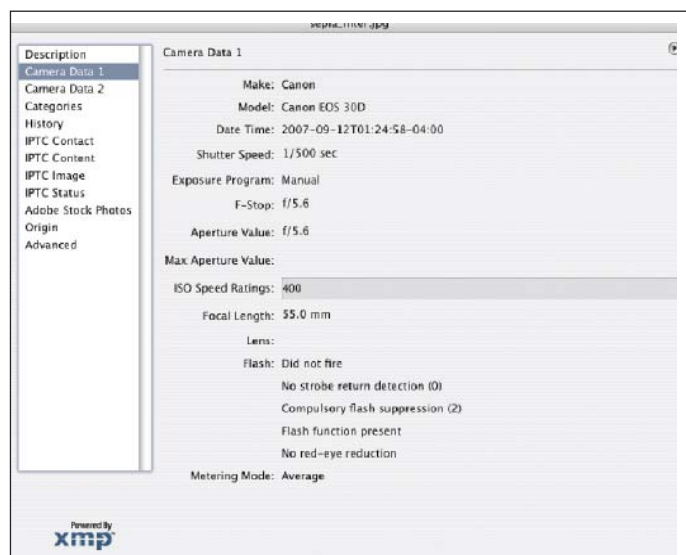 sepia_filter.jpg
Description
Camera Data 1
Camera Data 2
Categories
History
IPTC Contact
IPTC Content
IPTC Image
IPTC Status
Adobe Stock Photos
Origin
Advanced
Camera Data 1
Make: Canon
Model: Canon EOS 30D
Date Time: 2007-09-12T01:24:58-04:00
Shutter Speed: 1/500 sec
Exposure Program: Manual
F-Stop: f/5.6
Aperture Value: f/5.6
Max Aperture Value:
ISO Speed Ratings: 400
Focal Length: 55.0 mm
Lens:
Flash: Did not fire
No strobe return detection (0)
Compulsory flash suppression (2)
Flash function present
No red-eye reduction
Metering Mode: Average
Powered By
xmp